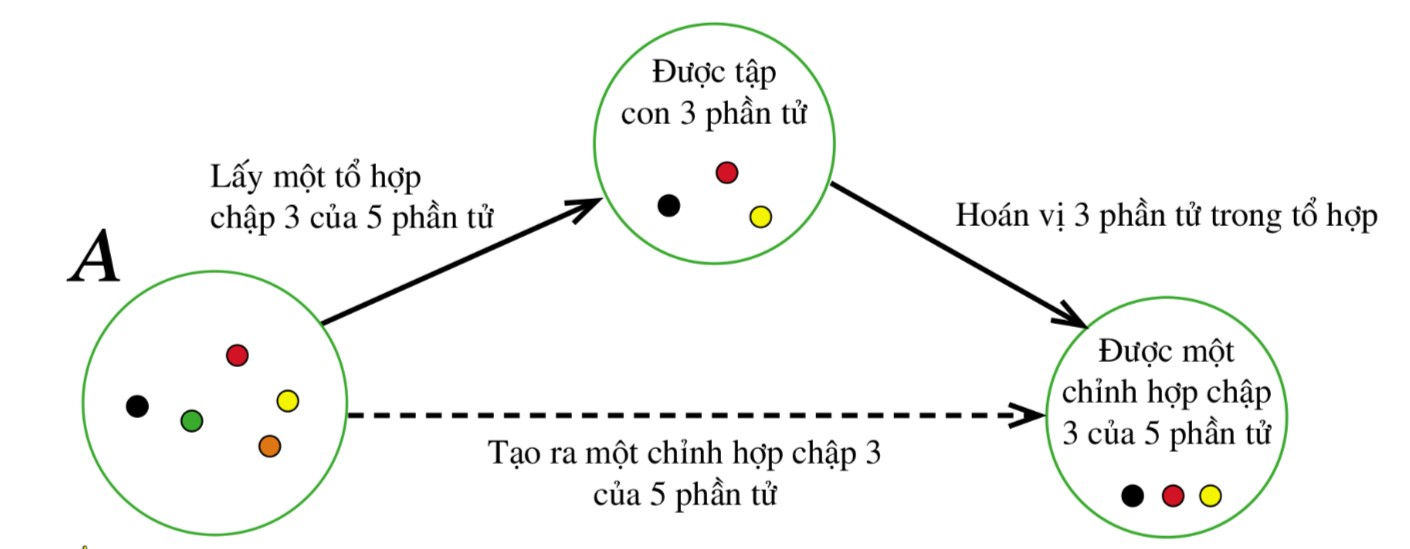 Được tập
con 3 phần tử
Lấy một tổ hợp
chập 3 của 5 phần tử
Hoán vị 3 phần tử trong tổ hợp
A
Được một
chỉnh hợp chập
3 của 5 phần tử
Tạo ra một chỉnh hợp chập 3
của 5 phần tử